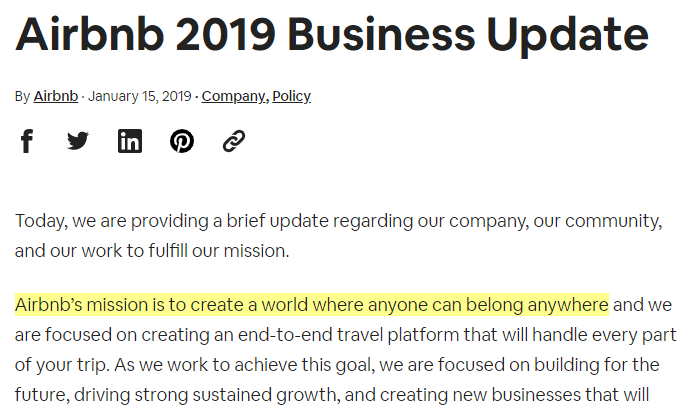 Airbnb 2019 Business Update
By Airbnb · January 15, 2019 · Company, Policy
Today, we are providing a brief update regarding our company, our community,
and our work to fulfill our mission.
Airbnb’s mission is to create a world where anyone can belong anywhere and we
are focused on creating an end-to-end travel platform that will handle every part
of your trip. As we work to achieve this goal, we are focused on building for the
future, driving strong sustained growth, and creating new businesses that will